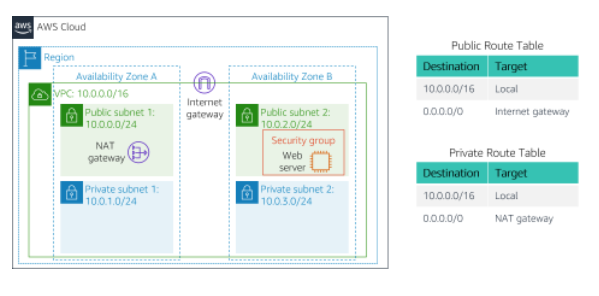 aws AWS Cloud
Region
Availability Zone A
Availability Zone B
VPC: 10.0.0.0/16
Internet
gateway
Public subnet 1:
10.0.0.0/24
NAT
gateway
Public subnet 2:
10.0.2.0/24
Security group
Web
server
Private subnet 1:
10.0.1.0/24
Private subnet 2:
10.0.3.0/24
Public Route Table
Destination Target
10.0.0.0/16 Local
0.0.0.0/0 Internet gateway
Private Route Table
Destination Target
10.0.0.0/16 Local
0.0.0.0/0 NAT gateway